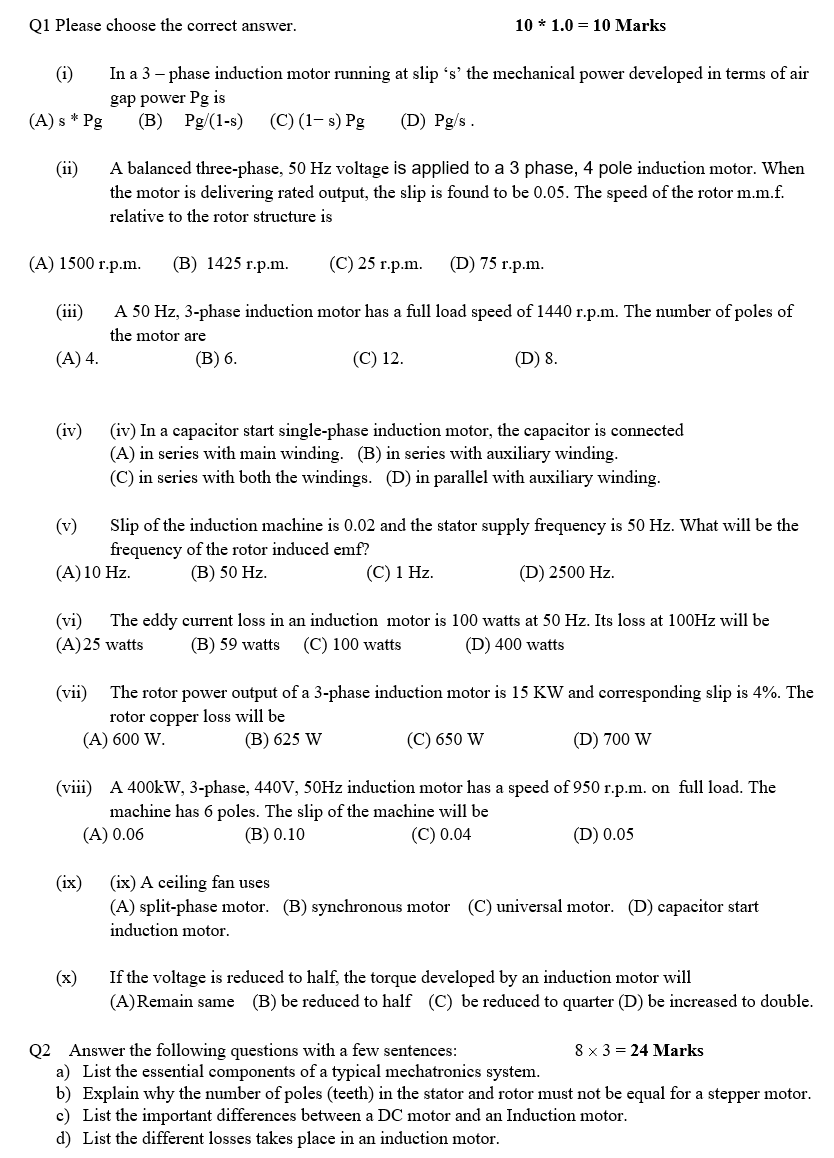 Q1 Please choose the correct answer. 10 * 1.0 = 10 Marks
(i) In a 3 – phase induction motor running at slip ‘s’ the mechanical power developed in terms of air
gap power Pg is
(A) s * Pg (B) Pg/(1-s) (C) (1− s) Pg (D) Pg/s .
(ii) A balanced three-phase, 50 Hz voltage is applied to a 3 phase, 4 pole induction motor. When
the motor is delivering rated output, the slip is found to be 0.05. The speed of the rotor m.m.f.
relative to the rotor structure is
(A) 1500 r.p.m. (B) 1425 r.p.m. (C) 25 r.p.m. (D) 75 r.p.m.
(iii) A 50 Hz, 3-phase induction motor has a full load speed of 1440 r.p.m. The number of poles of
the motor are
(A) 4. (B) 6. (C) 12. (D) 8.
(iv) (iv) In a capacitor start single-phase induction motor, the capacitor is connected
(A) in series with main winding. (B) in series with auxiliary winding.
(C) in series with both the windings. (D) in parallel with auxiliary winding.
(v) Slip of the induction machine is 0.02 and the stator supply frequency is 50 Hz. What will be the
frequency of the rotor induced emf?
(A) 10 Hz. (B) 50 Hz. (C) 1 Hz. (D) 2500 Hz.
(vi) The eddy current loss in an induction motor is 100 watts at 50 Hz. Its loss at 100Hz will be
(A) 25 watts (B) 59 watts (C) 100 watts (D) 400 watts
(vii) The rotor power output of a 3-phase induction motor is 15 KW and corresponding slip is 4%. The
rotor copper loss will be
(A) 600 W. (B) 625 W (C) 650 W (D) 700 W
(viii) A 400kW, 3-phase, 440V, 50Hz induction motor has a speed of 950 r.p.m. on full load. The
machine has 6 poles. The slip of the machine will be
(A) 0.06 (B) 0.10 (C) 0.04 (D) 0.05
(ix) (ix) A ceiling fan uses
(A) split-phase motor. (B) synchronous motor (C) universal motor. (D) capacitor start
induction motor.
(x) If the voltage is reduced to half, the torque developed by an induction motor will
(A) Remain same (B) be reduced to half (C) be reduced to quarter (D) be increased to double.
Q2 Answer the following questions with a few sentences: 8 × 3 = 24 Marks
a) List the essential components of a typical mechatronics system.
b) Explain why the number of poles (teeth) in the stator and rotor must not be equal for a stepper motor.
c) List the important differences between a DC motor and an Induction motor.
d) List the different losses takes place in an induction motor.